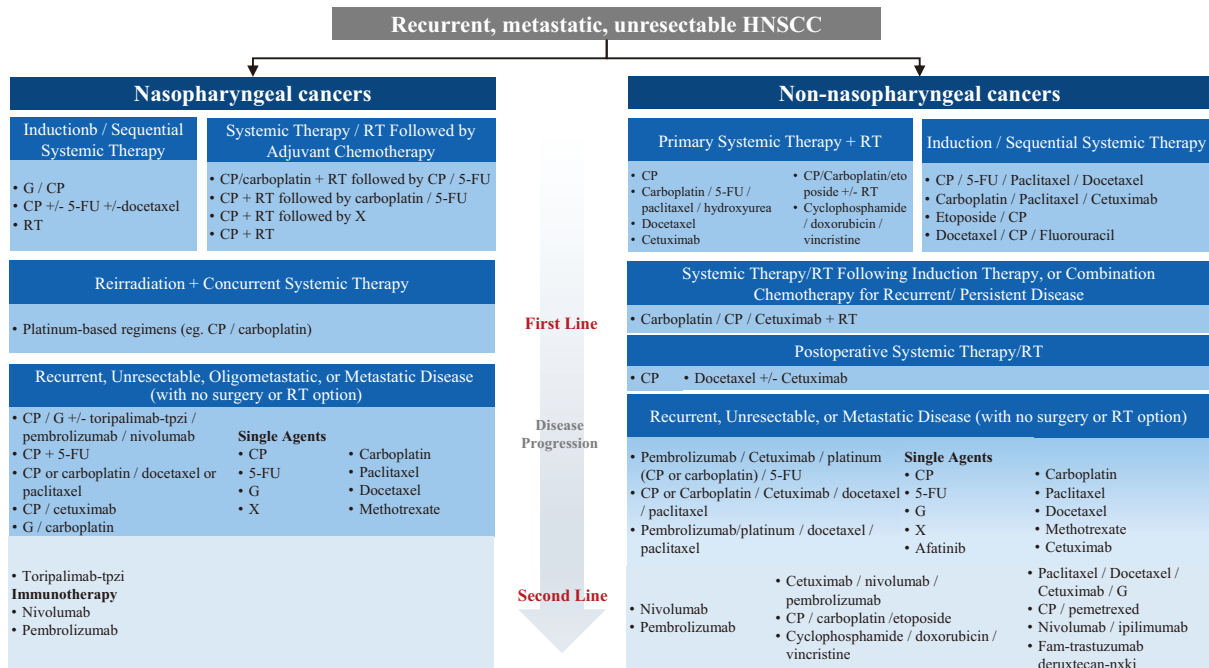 Recurrent, metastatic, unresectable HNSCC
Nasopharyngeal cancers
Inductionb / Sequential
Systemic Therapy
• G / CP
• CP +/- 5-FU +/-docetaxel
• RT
Systemic Therapy / RT Followed by
Adjuvant Chemotherapy
• CP/carboplatin + RT followed by CP / 5-FU
• CP + RT followed by carboplatin / 5-FU
• CP + RT followed by X
• CP + RT
Reirradiation + Concurrent Systemic Therapy
• Platinum-based regimens (eg. CP / carboplatin)
Recurrent, Unresectable, Oligometastatic, or Metastatic Disease
(with no surgery or RT option)
• CP / G +/- toripalimab-tpzi /
pembrolizumab / nivolumab
• CP + 5-FU
• CP or carboplatin / docetaxel or
paclitaxel
• CP / cetuximab
• G / carboplatin
Single Agents
• CP
• 5-FU
• G
• X
• Carboplatin
• Paclitaxel
• Docetaxel
• Methotrexate
• Toripalimab-tpzi
Immunotherapy
• Nivolumab
• Pembrolizumab
First Line
Disease
Progression
Second Line
Non-nasopharyngeal cancers
Primary Systemic Therapy + RT
• CP
• Carboplatin / 5-FU /
paclitaxel / hydroxyurea
• Docetaxel
• Cetuximab
• CP/Carboplatin/eto
poside +/- RT
• Cyclophosphamide
/ doxorubicin /
vincristine
Induction / Sequential Systemic Therapy
• CP / 5-FU / Paclitaxel / Docetaxel
• Carboplatin / Paclitaxel / Cetuximab
• Etoposide / CP
• Docetaxel / CP / Fluorouracil
Systemic Therapy/RT Following Induction Therapy, or Combination
Chemotherapy for Recurrent/ Persistent Disease
• Carboplatin / CP / Cetuximab + RT
Postoperative Systemic Therapy/RT
• CP
• Docetaxel +/- Cetuximab
Recurrent, Unresectable, or Metastatic Disease (with no surgery or RT option)
• Pembrolizumab / Cetuximab / platinum
(CP or carboplatin) / 5-FU
• CP or Carboplatin / Cetuximab / docetaxel
/ paclitaxel
• Pembrolizumab/platinum / docetaxel /
paclitaxel
Single Agents
• CP
• 5-FU
• G
• X
• Afatinib
• Carboplatin
• Paclitaxel
• Docetaxel
• Methotrexate
• Cetuximab
• Nivolumab
• Pembrolizumab
• Cetuximab / nivolumab /
pembrolizumab
• CP / carboplatin /etoposide
• Cyclophosphamide / doxorubicin /
vincristine
• Paclitaxel / Docetaxel /
Cetuximab / G
• CP / pemetrexed
• Nivolumab / ipilimumab
• Fam-trastuzumab
deruxtecan-nxki